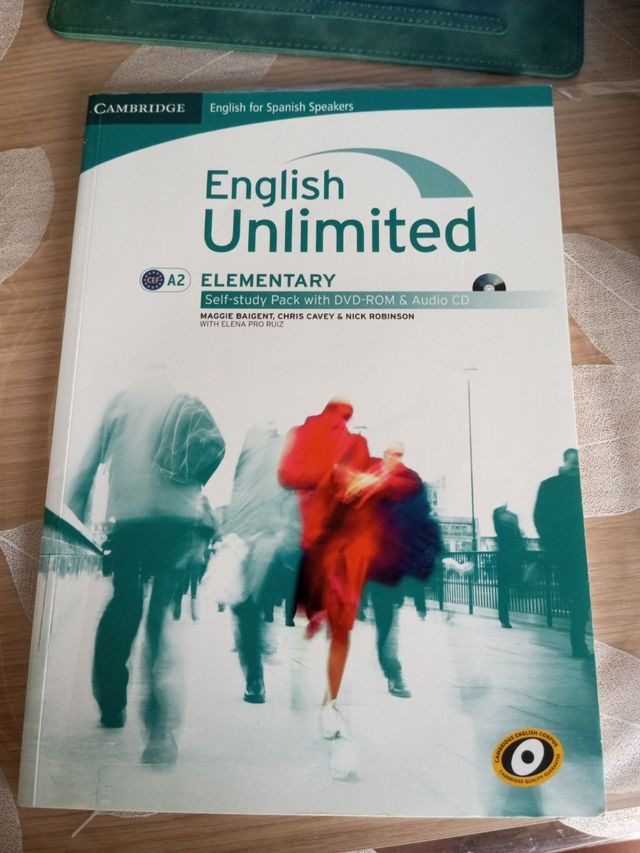 CAMBRIDGE
English for Spanish Speakers
English
Unlimited
CEF A2
ELEMENTARY
Self-study Pack with DVD-ROM & Audio CD
MAGGIE BAIGENT, CHRIS CAVEY & NICK ROBINSON
WITH ELENA PRO RUIZ
CAMBRIDGE ENGLISH CORPUS
CAMBRIDGE QUALITY GUARANTEE